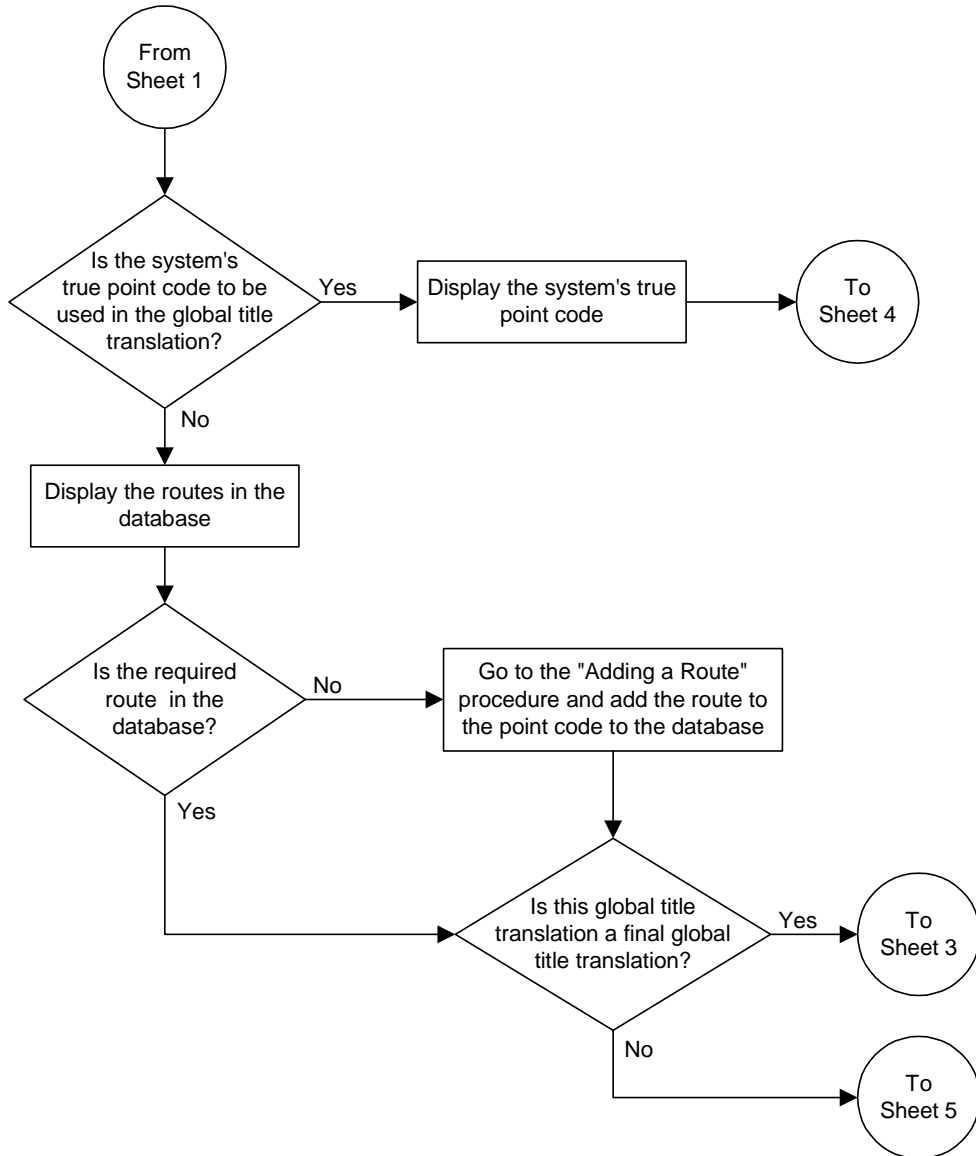 From
Sheet 1
Is the system's
true point code to be
used in the global title
translation?
Yes
Display the system's true
point code
To
Sheet 4
No
Display the routes in the
database
Is the required
route in the
database?
No
Go to the "Adding a Route"
procedure and add the route to
the point code to the database
Yes
Is this global title
translation a final global
title translation?
Yes
To
Sheet 3
No
To
Sheet 5